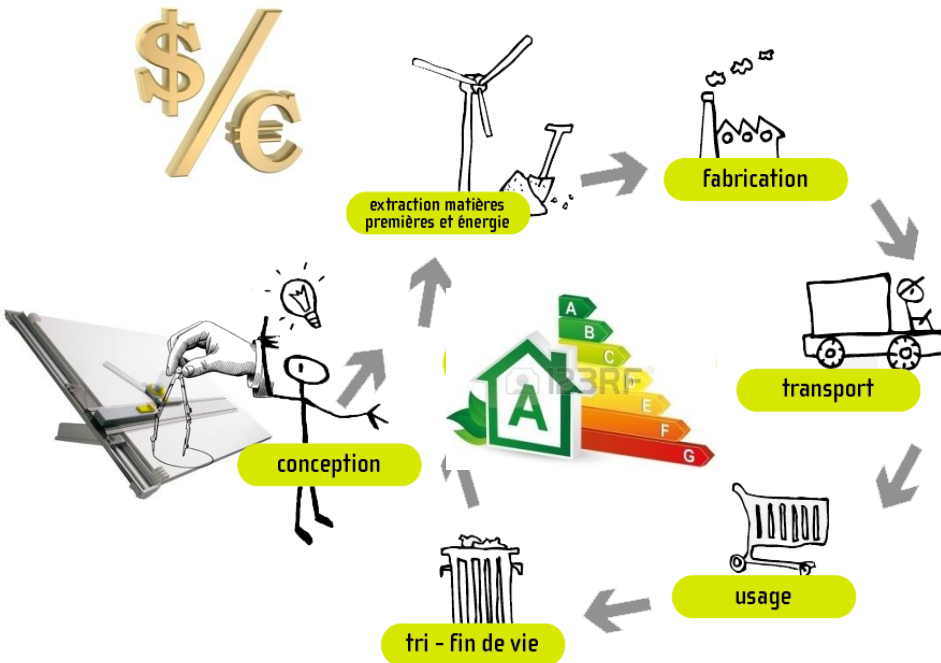 $/€
extraction matières
premières et énergie
fabrication
transport
usage
tri - fin de vie
conception
A
B
C
D
E
F
G
A
123RF